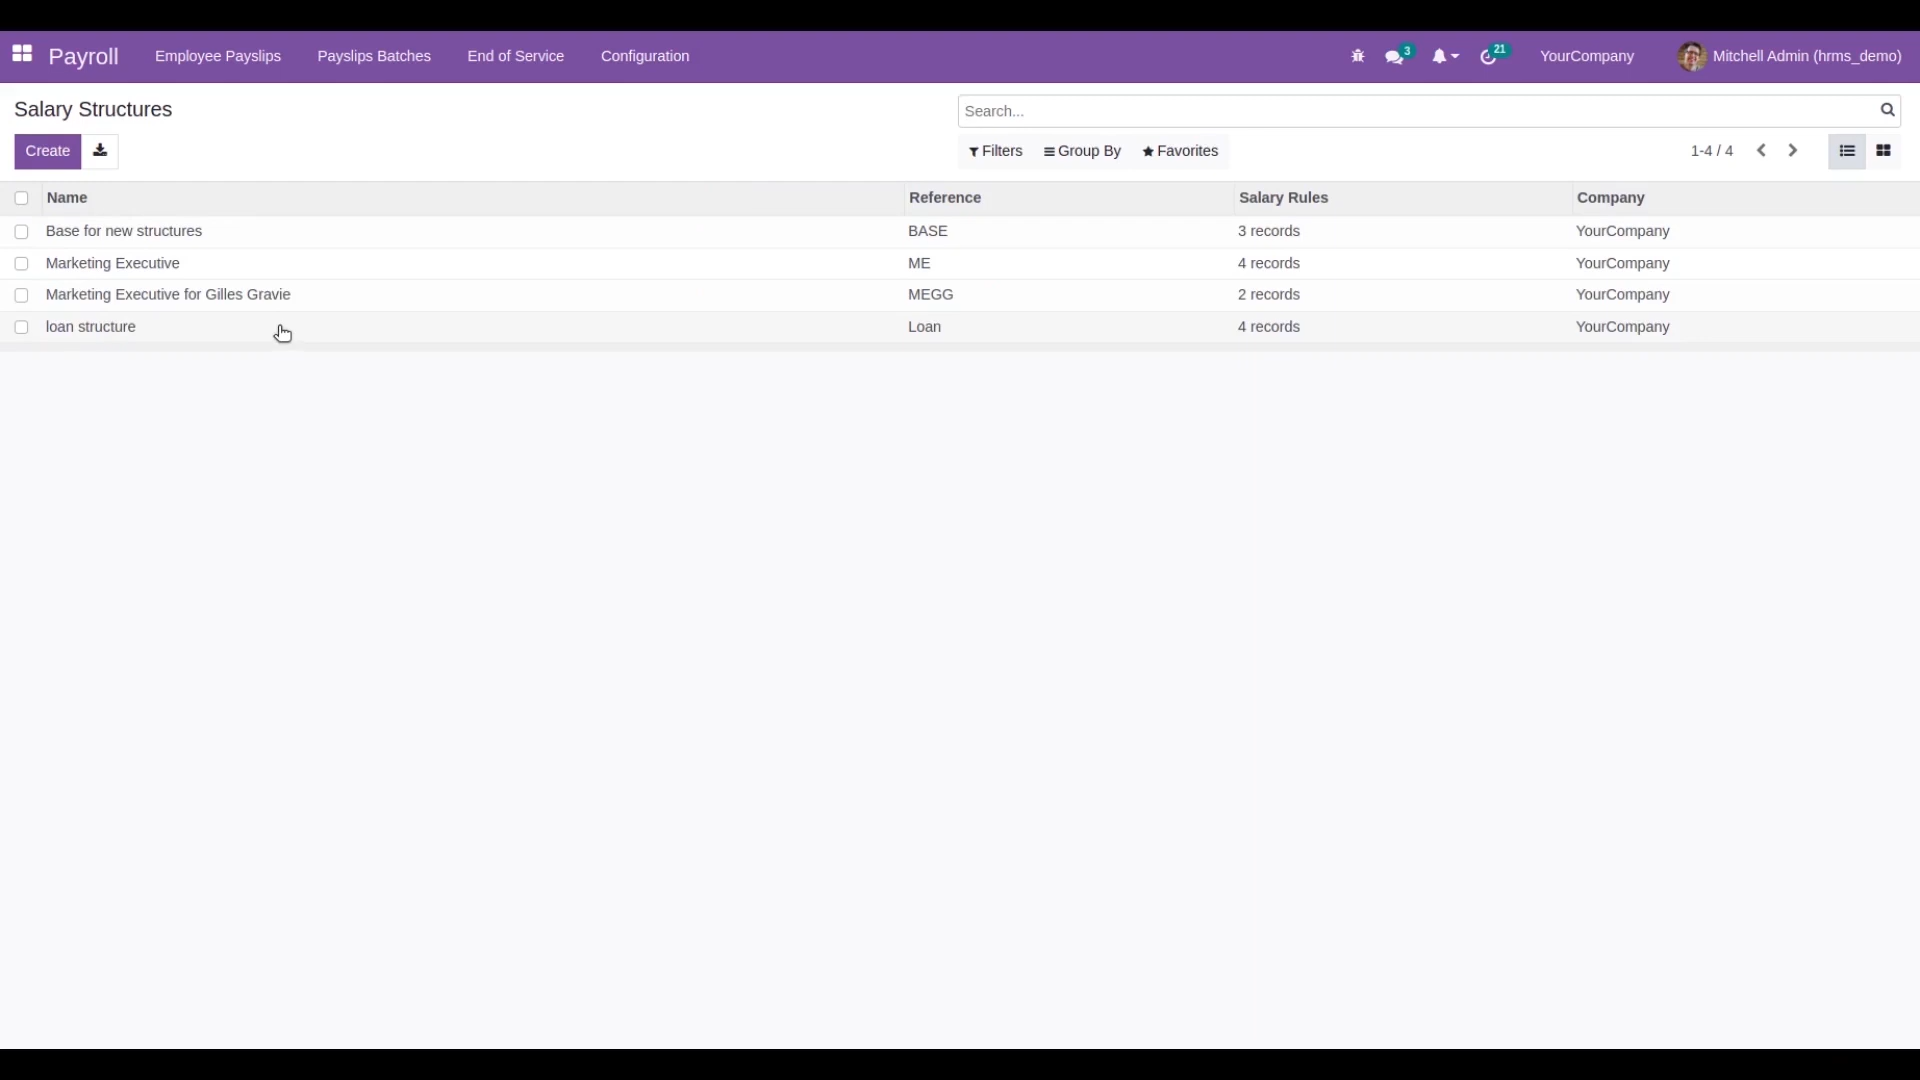 Payroll Employee Payslips Payslips Batches End of Service Configuration 3 21 YourCompany Mitchell Admin (hrms_demo)
Salary Structures
Search...
Create
Filters Group By Favorites 1-4 / 4
Name Reference Salary Rules Company
Base for new structures BASE 3 records YourCompany
Marketing Executive ME 4 records YourCompany
Marketing Executive for Gilles Gravie MEGG 2 records YourCompany
loan structure Loan 4 records YourCompany